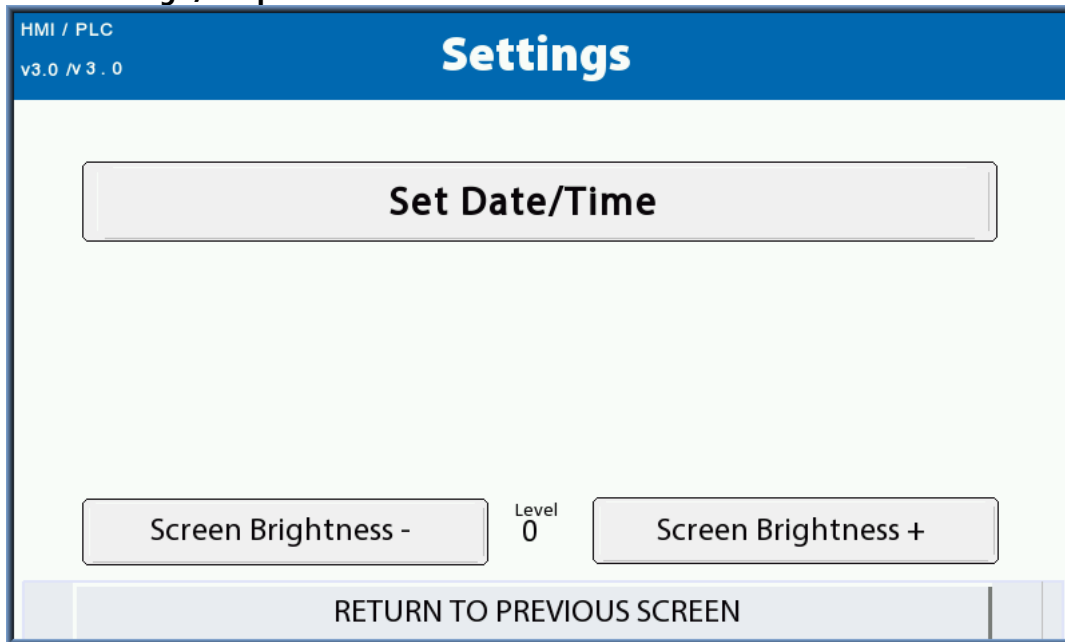 HMI / PLC
v3.0 /v 3 . 0
Settings
Set Date/Time
Level
Screen Brightness - 0 Screen Brightness +
RETURN TO PREVIOUS SCREEN